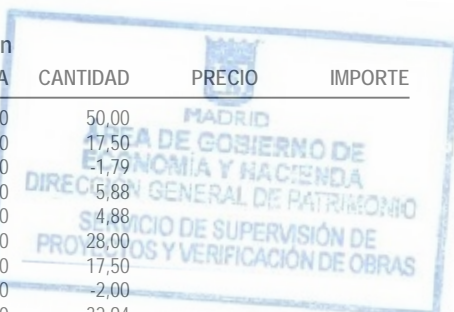 n
A CANTIDAD PRECIO IMPORTE
0 50,00
0 17,50
0 -1,79
0 5,88
0 4,88
0 28,00
0 17,50
0 -2,00
MADRID
ÁREA DE GOBIERNO DE
ECONOMÍA Y HACIENDA
DIRECCIÓN GENERAL DE PATRIMONIO
SERVICIO DE SUPERVISIÓN DE
PROYECTOS Y VERIFICACIÓN DE OBRAS